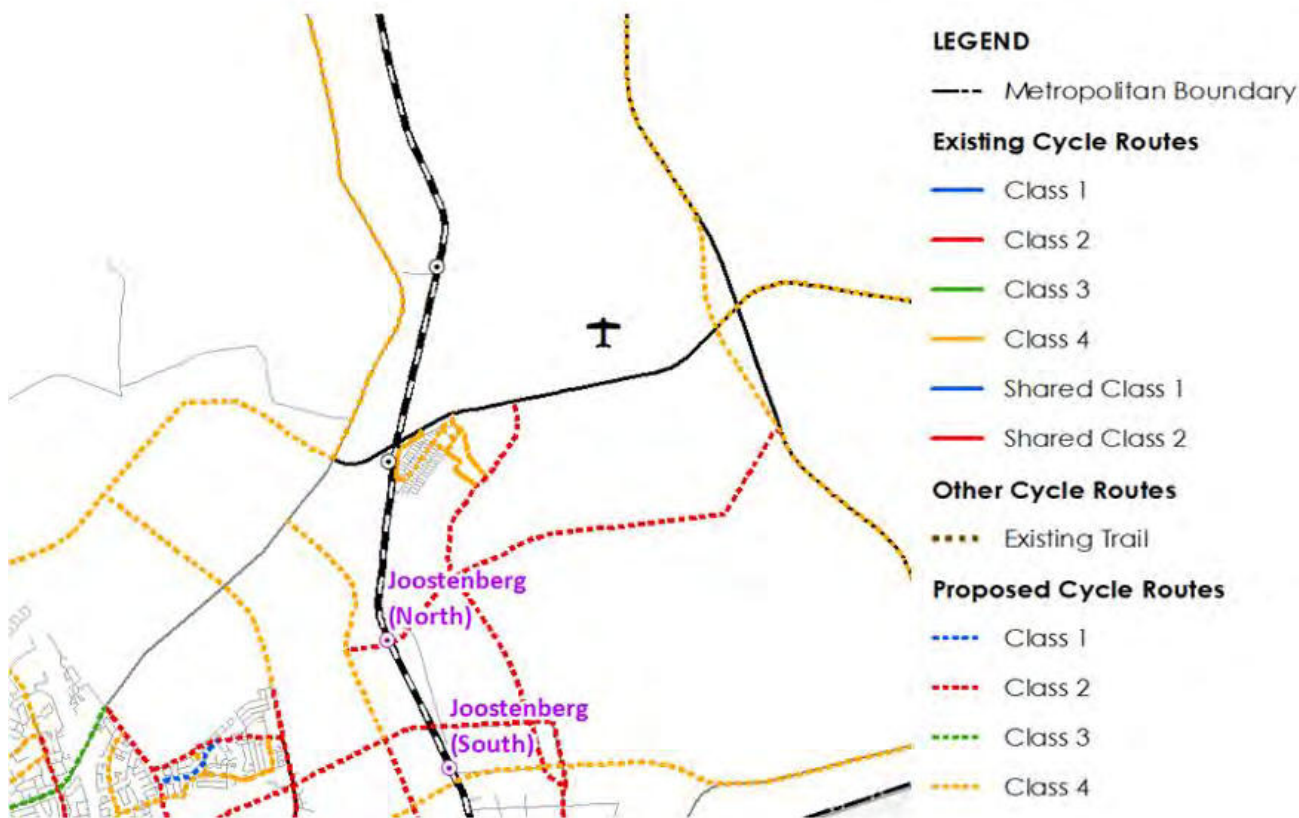 Joostenberg
(North)
Joostenberg
(South)
LEGEND
Metropolitan Boundary
Existing Cycle Routes
Class 1
Class 2
Class 3
Class 4
Shared Class 1
Shared Class 2
Other Cycle Routes
Existing Trail
Proposed Cycle Routes
Class 1
Class 2
Class 3
Class 4